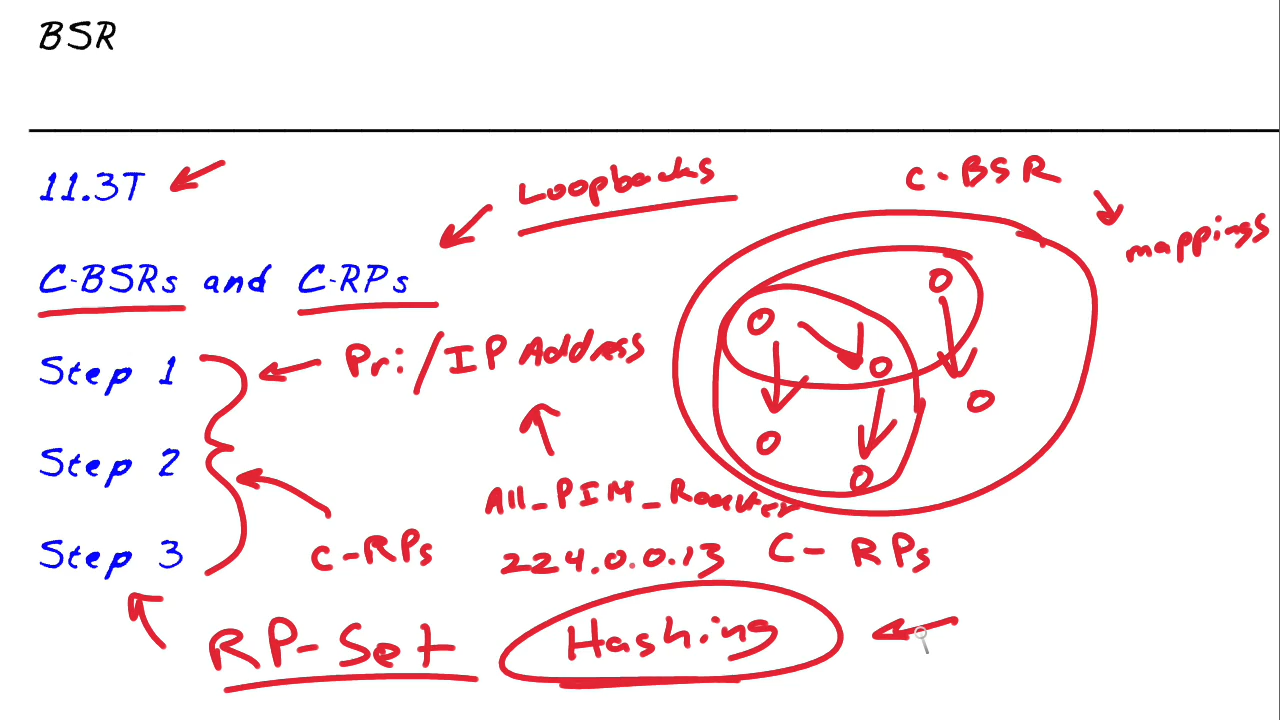 BSR
11.3T
Loopbacks
C-BSR
mappings
C-BSRs and C-RPs
Step 1
Pri/IP Address
Step 2
All_PIM_Routers
Step 3
C-RPs
224.0.0.13
C-RPs
RP-Set
Hashing